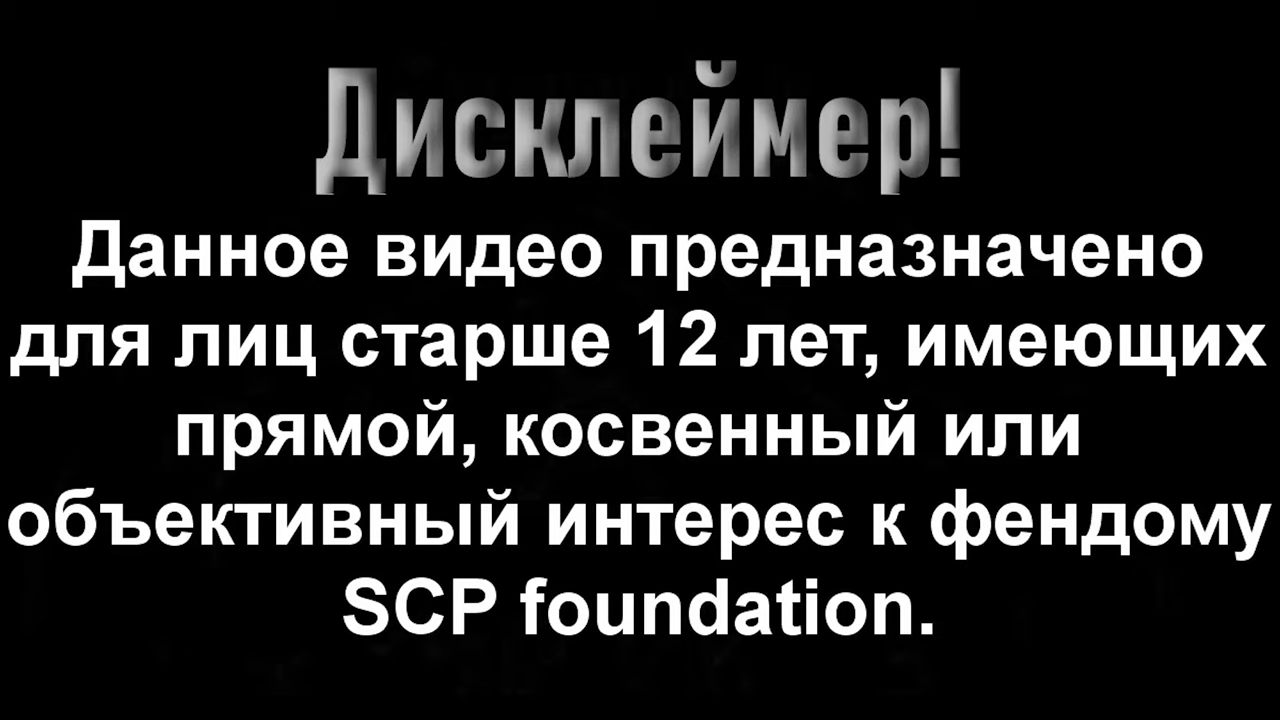 Дисклеймер!
Данное видео предназначено
для лиц старше 12 лет, имеющих
прямой, косвенный или
объективный интерес к фендому
SCP foundation.